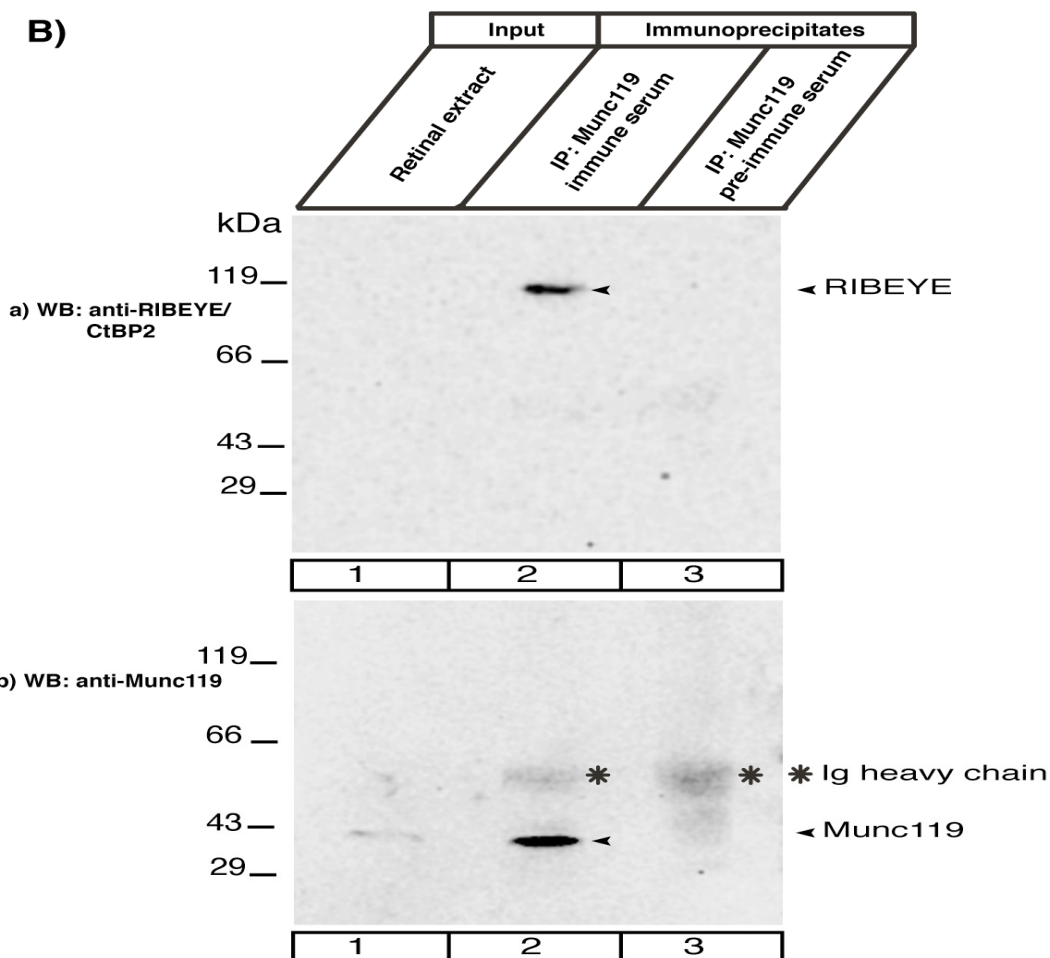 B)
Input
Immunoprecipitates
Retinal extract
IP: Munc119
immune serum
IP: Munc119
pre-immune serum
kDa
119
a) WB: anti-RIBEYE/
CtBP2
66
43
29
RIBEYE
1 2 3
119
b) WB: anti-Munc119
66
✳ ✳ ✳ Ig heavy chain
43
Munc119
29
1 2 3